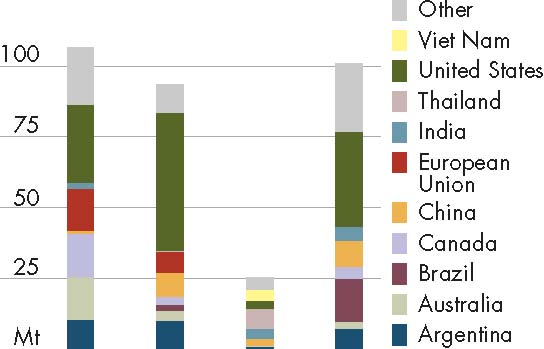 100
75
50
25
Mt
Other
Viet Nam
United States
Thailand
India
European
Union
China
Canada
Brazil
Australia
Argentina